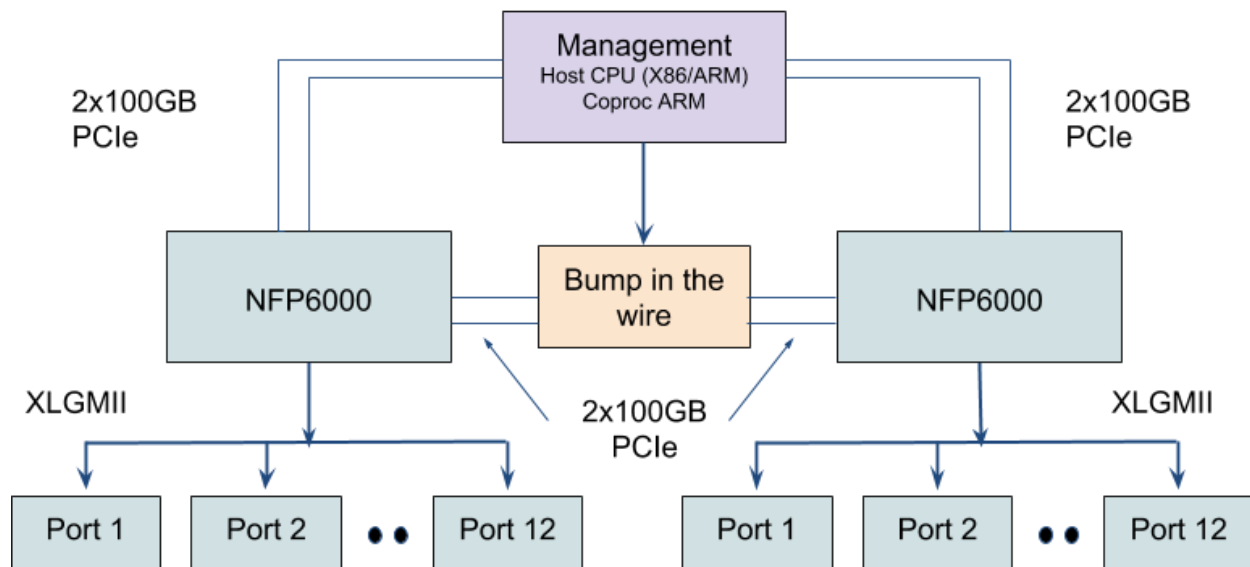 Management
Host CPU (X86/ARM)
Coproc ARM
2x100GB
PCIe
2x100GB
PCIe
NFP6000
Bump in the
wire
NFP6000
XLGMII
2x100GB
PCIe
XLGMII
Port 1
Port 2
Port 12
Port 1
Port 2
Port 12